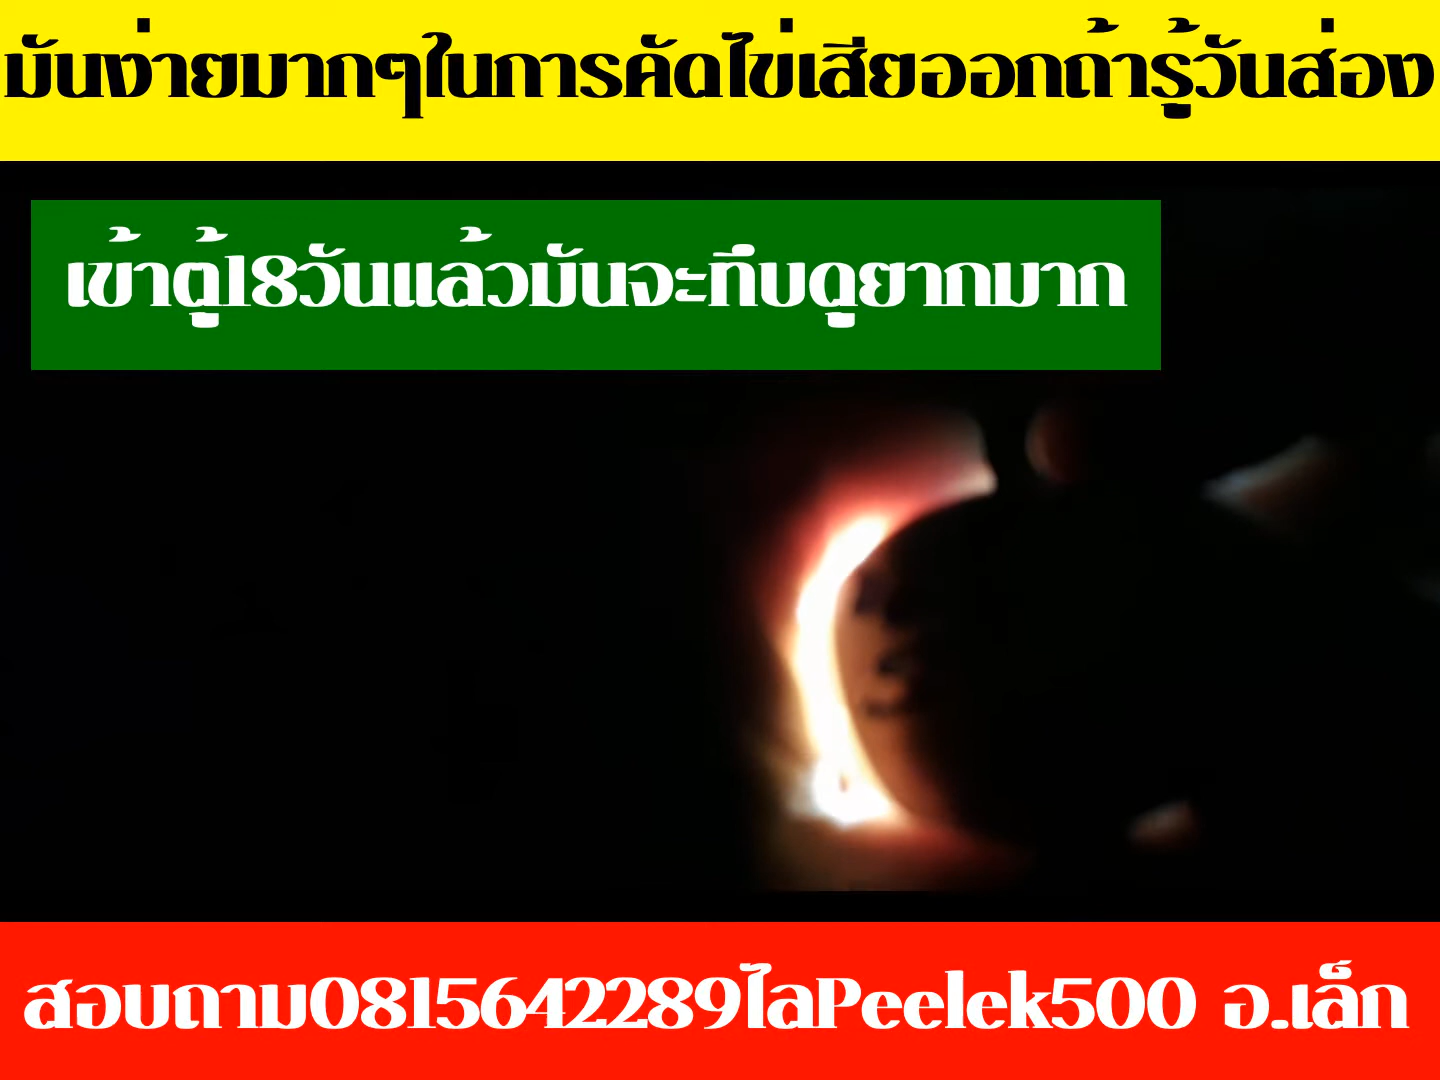 มันง่ายมากๆในการคัดไข่เสียออกถ้ารู้วันส่อง
เข้าตู้18วันแล้วมันจะทึบดูยากมาก
สอบถาม0815642289ไลPeelek500 อ.เล็ก